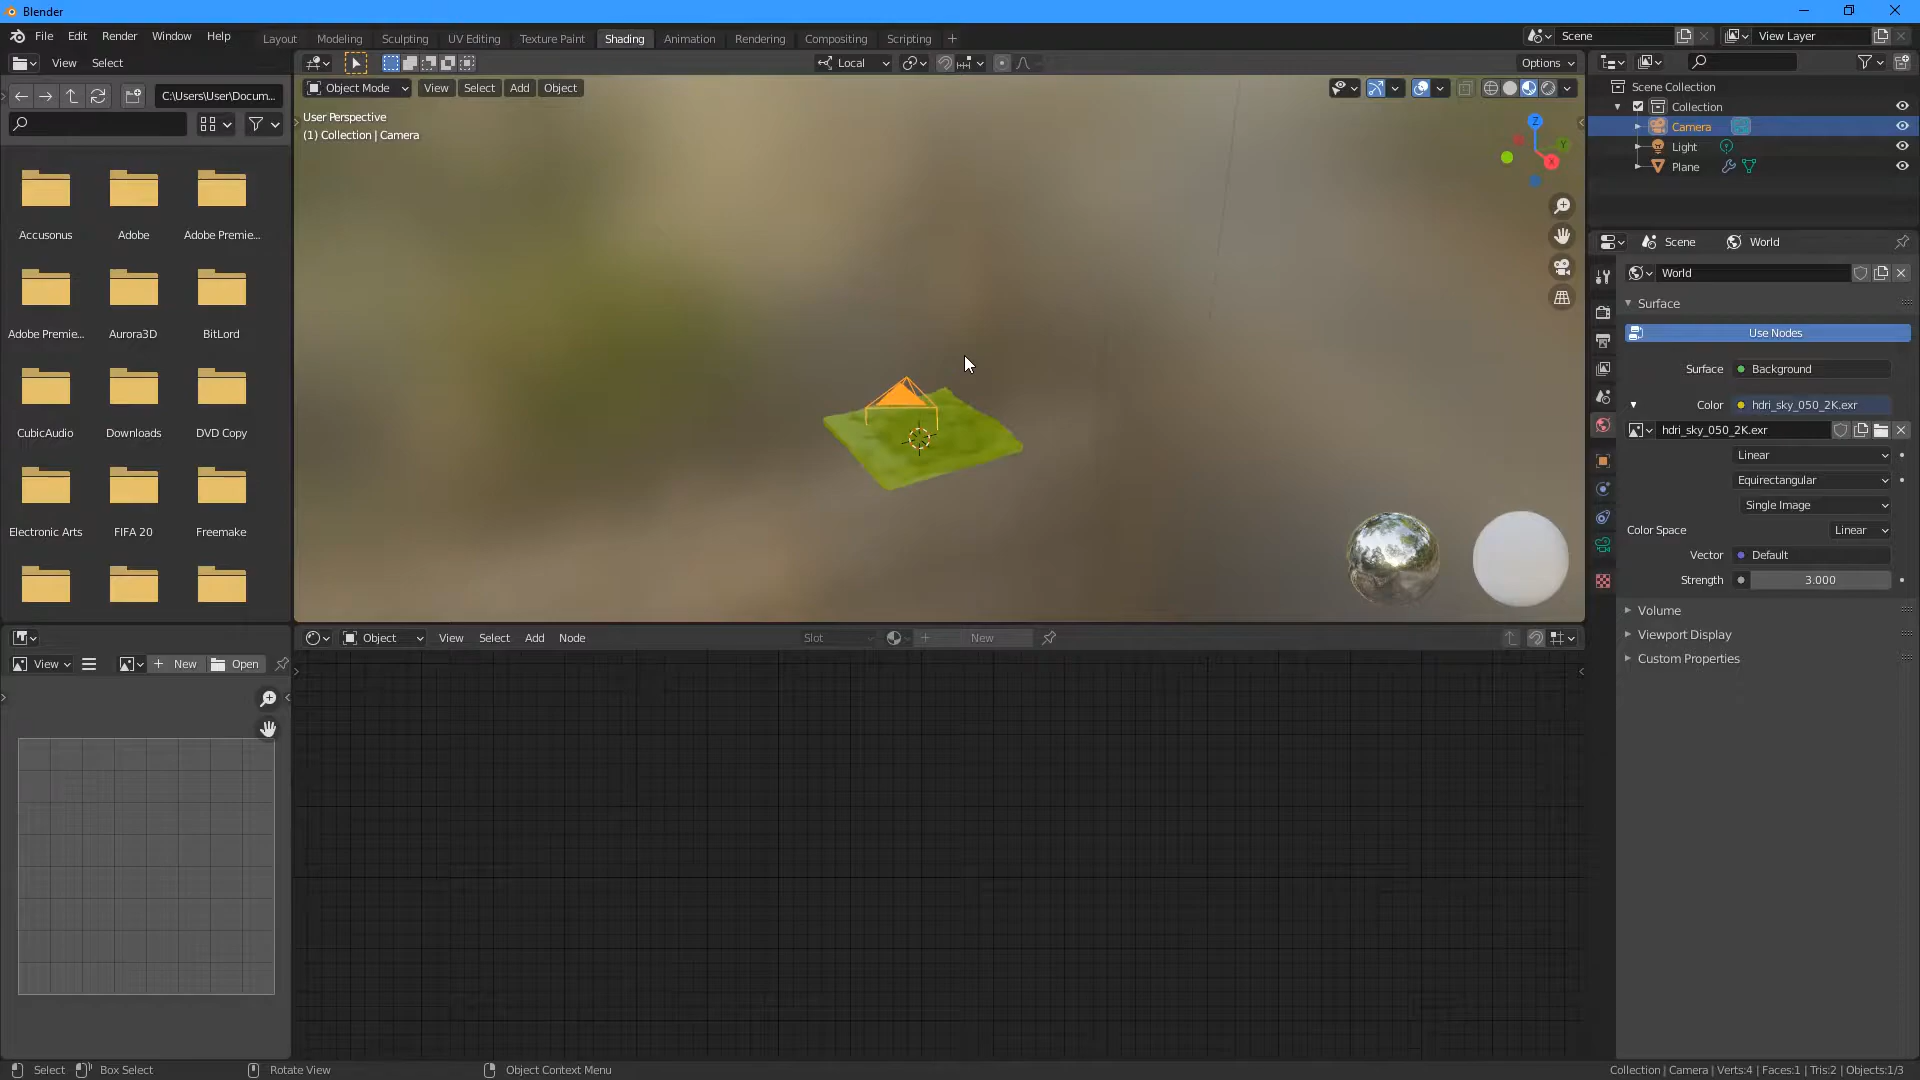 Blender
File Edit Render Window Help
Layout Modeling Sculpting UV Editing Texture Paint Shading Animation Rendering Compositing Scripting
Scene
View Layer
View Select
Local
Options
C:\Users\User\Docum...
Object Mode View Select Add Object
User Perspective
(1) Collection | Camera
Z
Y
X
Accusonus Adobe Adobe Premie...
Adobe Premie... Aurora3D BitLord
CubicAudio Downloads DVD Copy
Electronic Arts FIFA 20 Freemake
Scene Collection
Collection
Camera
Light
Plane
Scene World
World
Surface
Use Nodes
Surface Background
Color hdri_sky_050_2K.exr
hdri_sky_050_2K.exr
Linear
Equirectangular
Single Image
Color Space Linear
Vector Default
Strength 3.000
Volume
Viewport Display
Custom Properties
Object View Select Add Node Slot New
View New Open
Select Box Select Rotate View Object Context Menu
Collection | Camera | Verts:4 | Faces:1 | Tris:2 | Objects:1/3